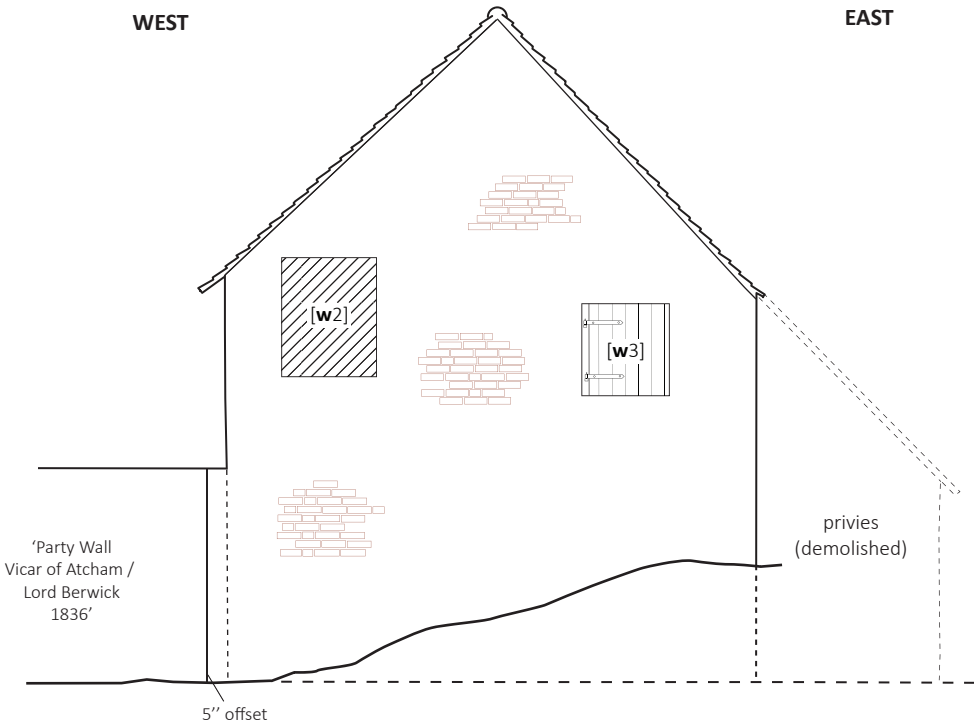 WEST
EAST
[w2]
[w3]
‘Party Wall
Vicar of Atcham /
Lord Berwick
1836’
privies
(demolished)
5’’ offset